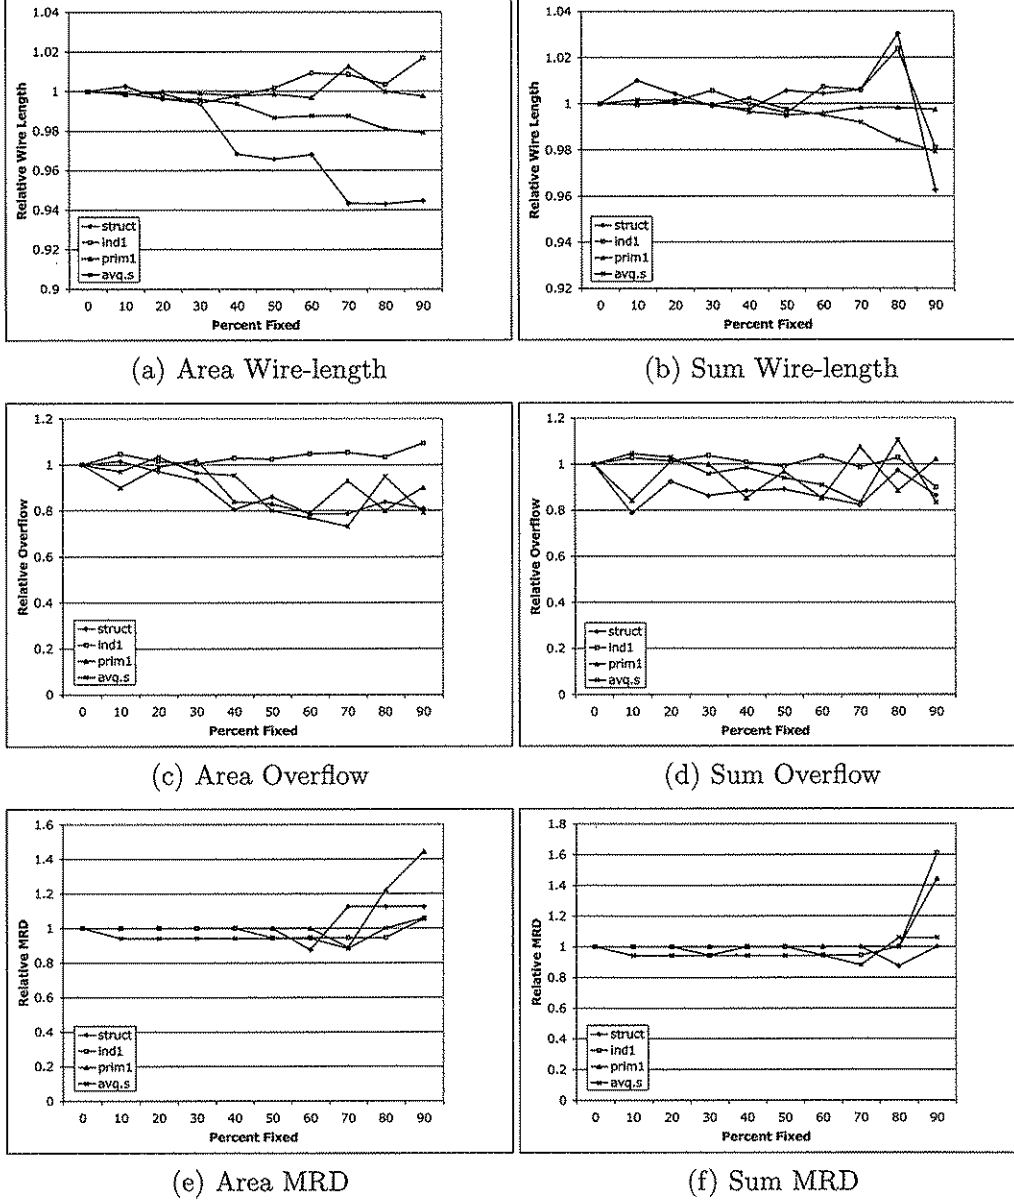 1.04
1.02
1
0.98
0.96
0.94
0.92
0.9
Relative Wire Length
struct
ind1
prim1
avq.s
0 10 20 30 40 50 60 70 80 90
Percent Fixed
(a) Area Wire-length
1.04
1.02
1
0.98
0.96
0.94
0.92
Relative Wire Length
struct
ind1
prim1
avq.s
0 10 20 30 40 50 60 70 80 90
Percent Fixed
(b) Sum Wire-length
1.2
1
0.8
0.6
0.4
0.2
0
Relative Overflow
struct
ind1
prim1
avq.s
0 10 20 30 40 50 60 70 80 90
Percent Fixed
(c) Area Overflow
1.2
1
0.8
0.6
0.4
0.2
0
Relative Overflow
struct
ind1
prim1
avq.s
0 10 20 30 40 50 60 70 80 90
Percent Fixed
(d) Sum Overflow
1.6
1.4
1.2
1
0.8
0.6
0.4
0.2
0
Relative MRD
struct
ind1
prim1
avq.s
0 10 20 30 40 50 60 70 80 90
Percent Fixed
(e) Area MRD
1.8
1.6
1.4
1.2
1
0.8
0.6
0.4
0.2
0
Relative MRD
struct
ind1
prim1
avq.s
0 10 20 30 40 50 60 70 80 90
Percent Fixed
(f) Sum MRD